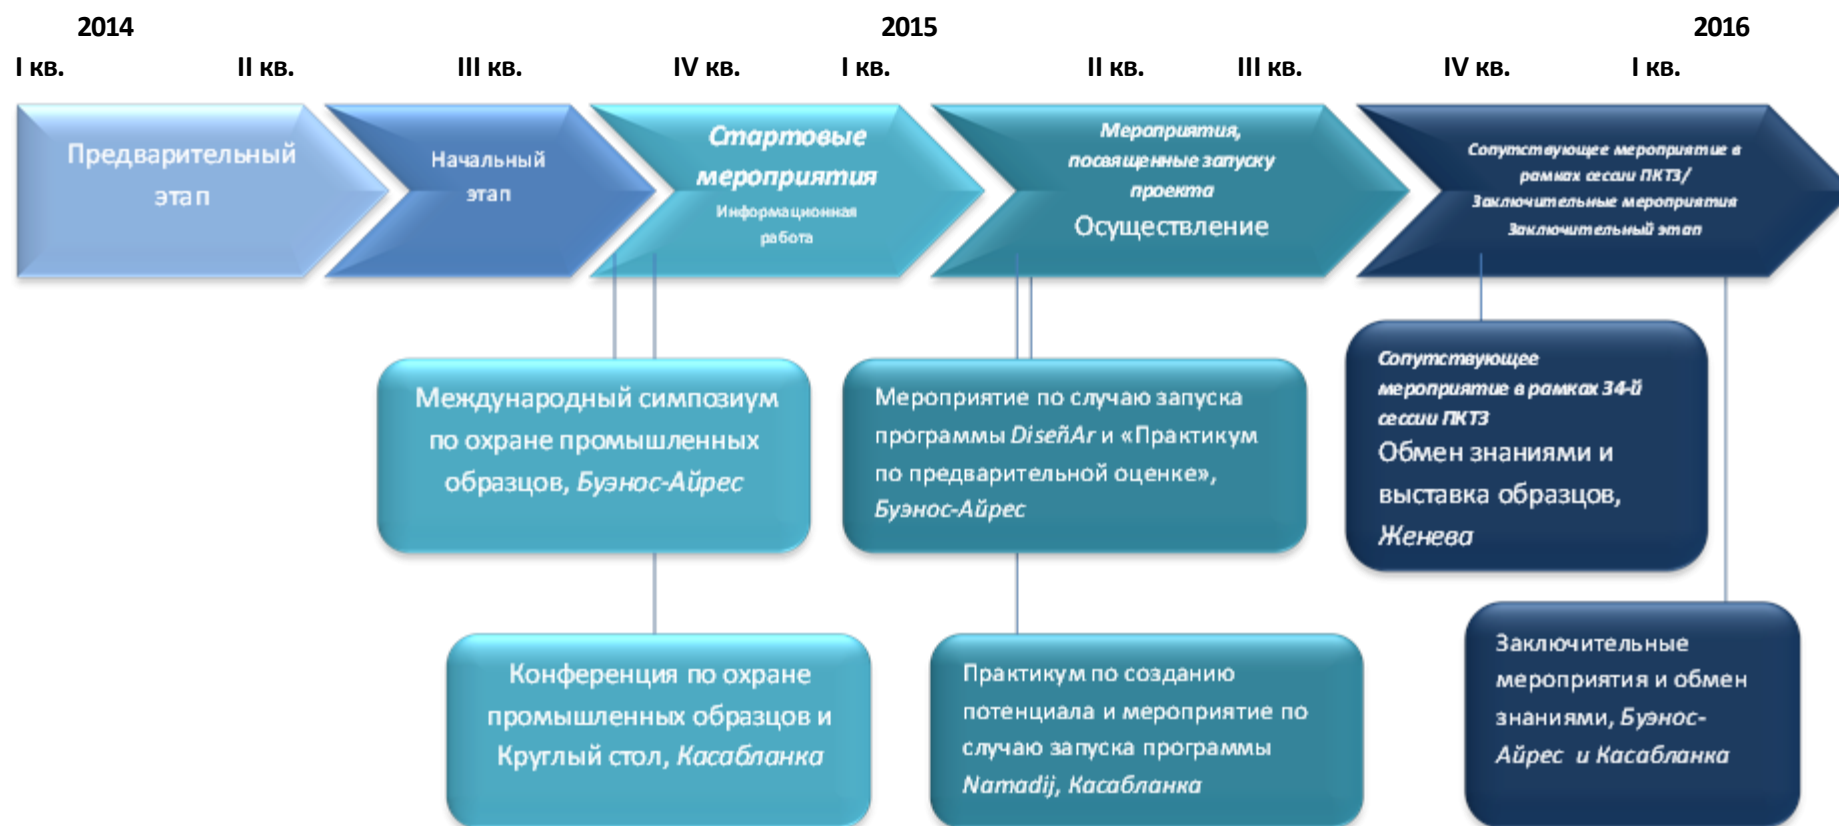 2014 2015 2016
I кв. II кв. III кв. IV кв. I кв. II кв. III кв. IV кв. I кв.
Предварительный
этап
Начальный
этап
Стартовые
мероприятия
Информационная
работа
Мероприятия,
посвященные запуску
проекта
Осуществление
Сопутствующее мероприятие в
рамках сессии ПКТЗ/
Заключительные мероприятия
Заключительный этап
Международный симпозиум
по охране промышленных
образцов, Буэнос-Айрес
Мероприятие по случаю запуска
программы DiseñAr и «Практикум
по предварительной оценке»,
Буэнос-Айрес
Сопутствующее
мероприятие в рамках 34-й
сессии ПКТЗ
Обмен знаниями и
выставка образцов,
Женева
Конференция по охране
промышленных образцов и
Круглый стол, Касабланка
Практикум по созданию
потенциала и мероприятие по
случаю запуска программы
Namadij, Касабланка
Заключительные
мероприятия и обмен
знаниями, Буэнос-
Айрес и Касабланка